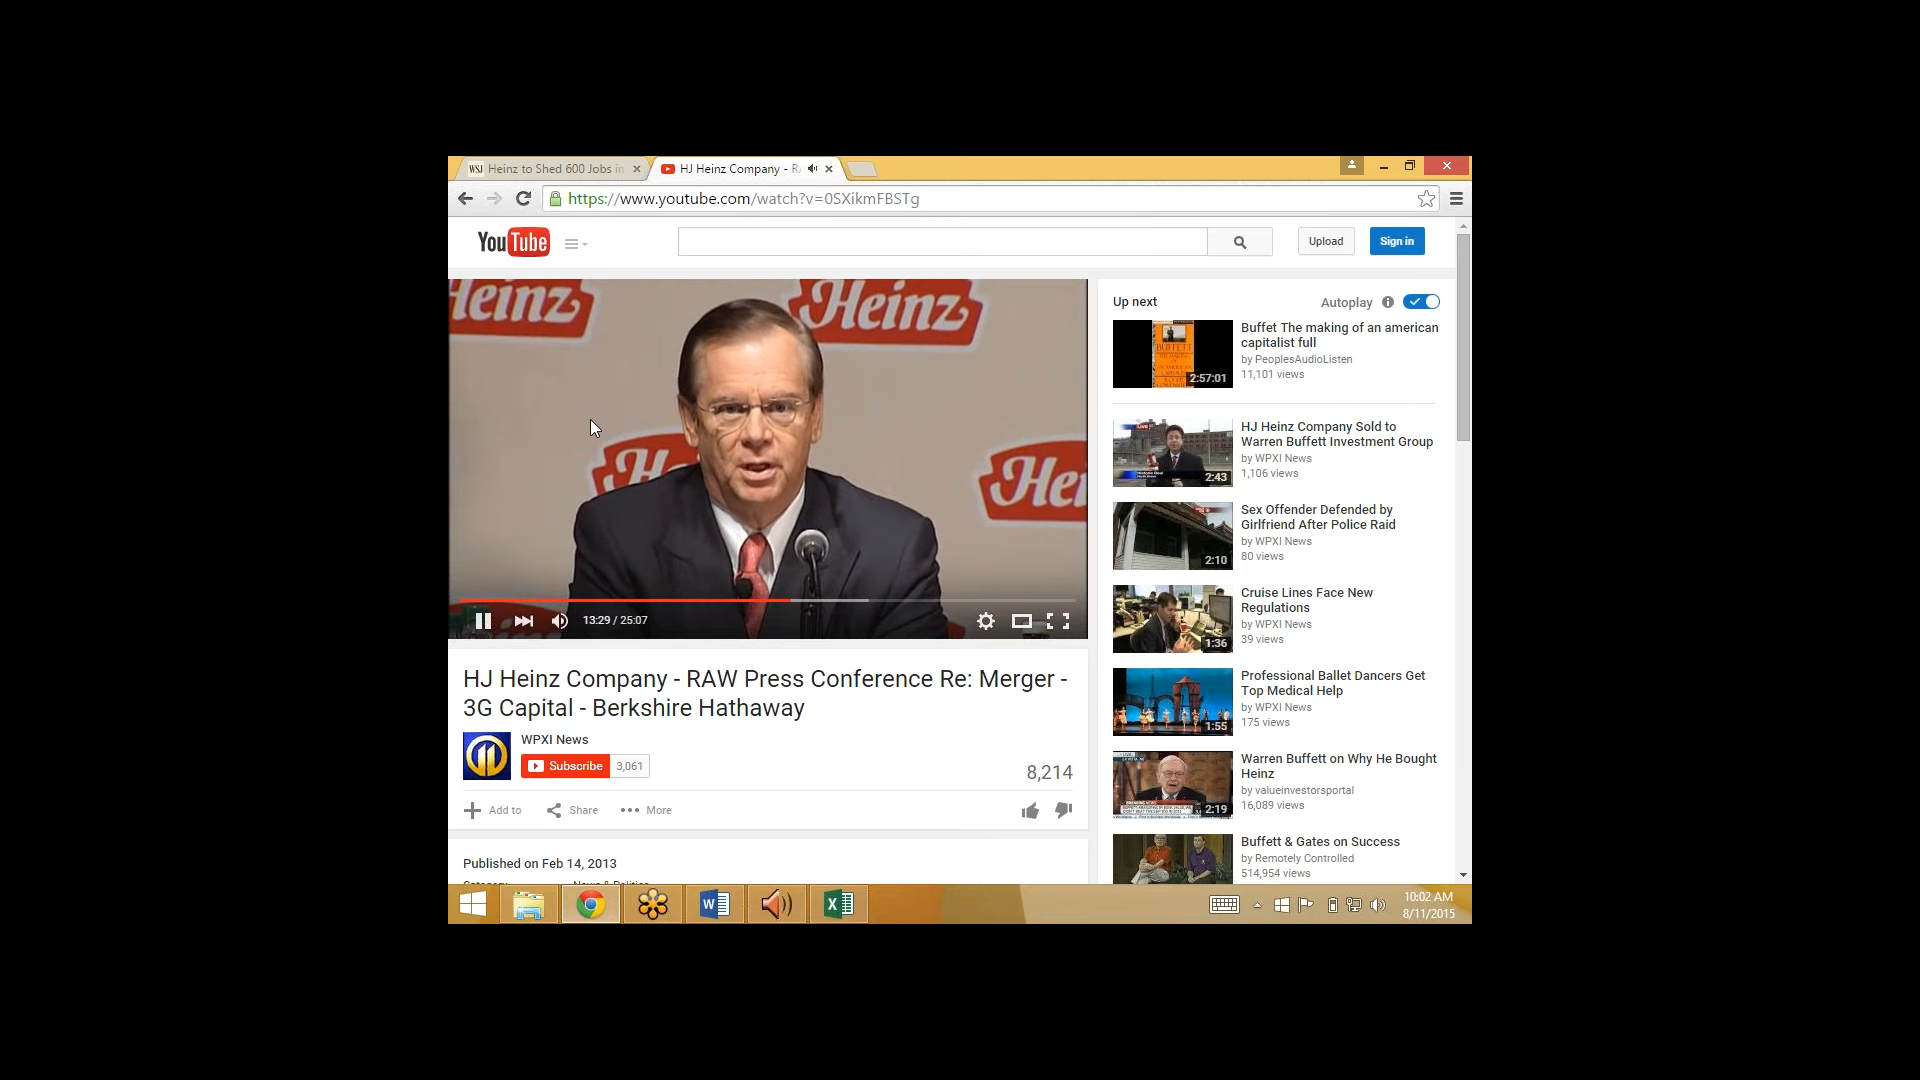 WSJ Heinz to Shed 600 Jobs in
HJ Heinz Company - R
https://www.youtube.com/watch?v=0SXikmFBSTg
YouTube
Upload
Sign in
Heinz
Heinz
13:29 / 25:07
HJ Heinz Company - RAW Press Conference Re: Merger -
3G Capital - Berkshire Hathaway
WPXI News
Subscribe 3,061
8,214
Add to Share More
Published on Feb 14, 2013
Up next
Autoplay
BUFFETT
2:57:01
Buffet The making of an american
capitalist full
by PeoplesAudioListen
11,101 views
LIVE
2:43
HJ Heinz Company Sold to
Warren Buffett Investment Group
by WPXI News
1,106 views
2:10
Sex Offender Defended by
Girlfriend After Police Raid
by WPXI News
80 views
1:36
Cruise Lines Face New
Regulations
by WPXI News
39 views
1:55
Professional Ballet Dancers Get
Top Medical Help
by WPXI News
175 views
2:19
Warren Buffett on Why He Bought
Heinz
by valueinvestorsportal
16,089 views
Buffett & Gates on Success
by Remotely Controlled
514,954 views
10:02 AM
8/11/2015